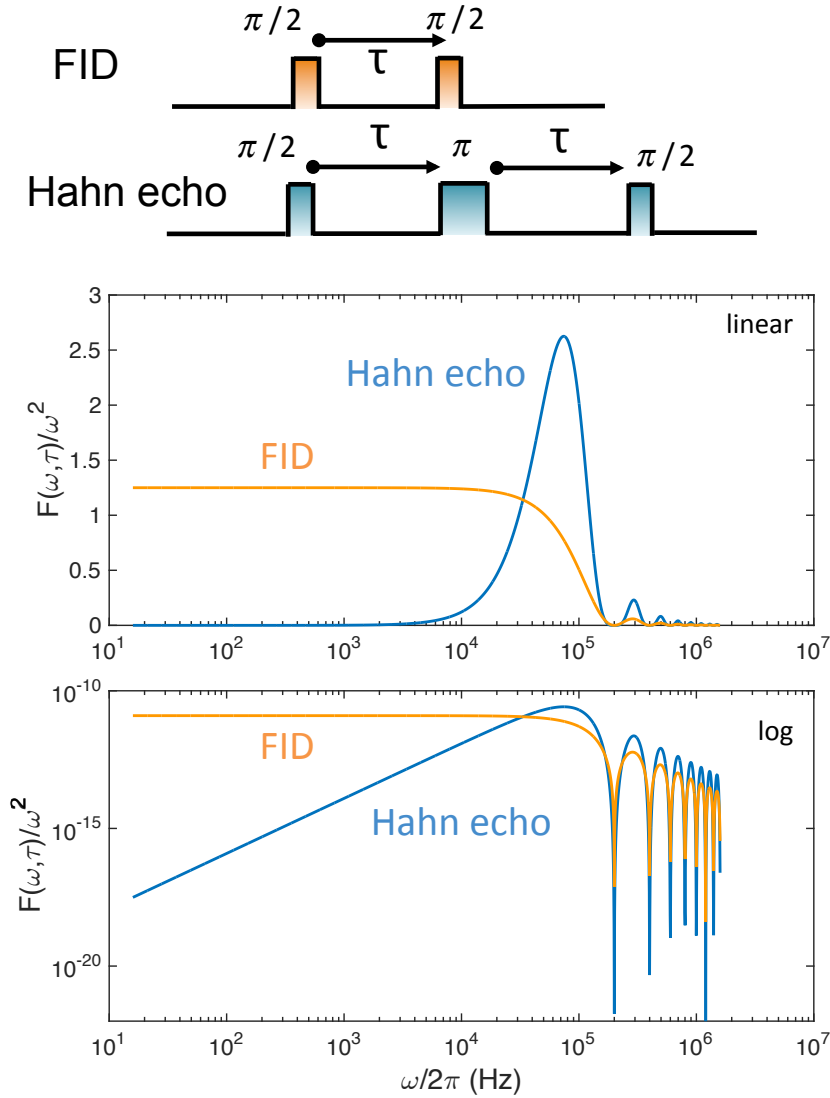 π/2 π/2
FID τ
π/2 τ π τ π/2
Hahn echo
3
linear
2.5
Hahn echo
2
1.5
FID
1
0.5
0
F(ω,τ)/ω²
10¹ 10² 10³ 10⁴ 10⁵ 10⁶ 10⁷
10⁻¹⁰
log
FID
10⁻¹⁵
Hahn echo
10⁻²⁰
F(ω,τ)/ω²
10¹ 10² 10³ 10⁴ 10⁵ 10⁶ 10⁷
ω/2π (Hz)